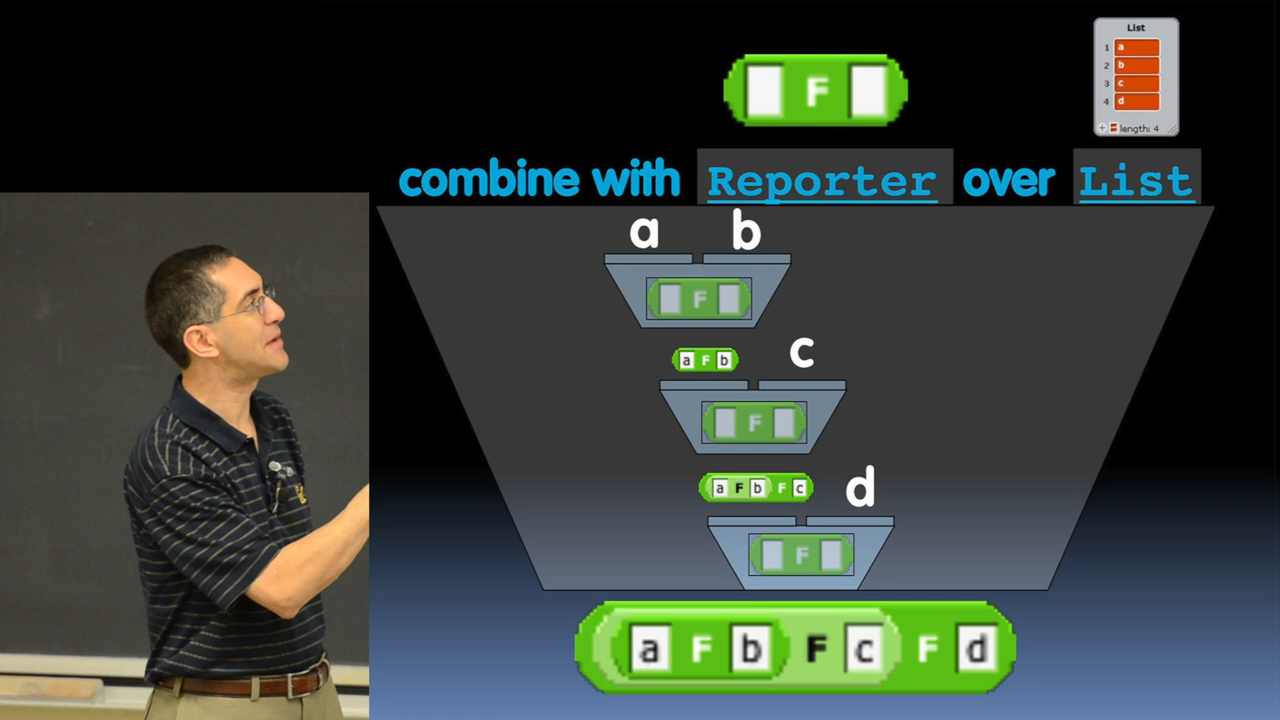 F
List
1 a
2 b
3 c
4 d
+ length: 4
combine with Reporter over List
a b
F
a F b
c
F
a F b F c
d
F
a F b F c F d